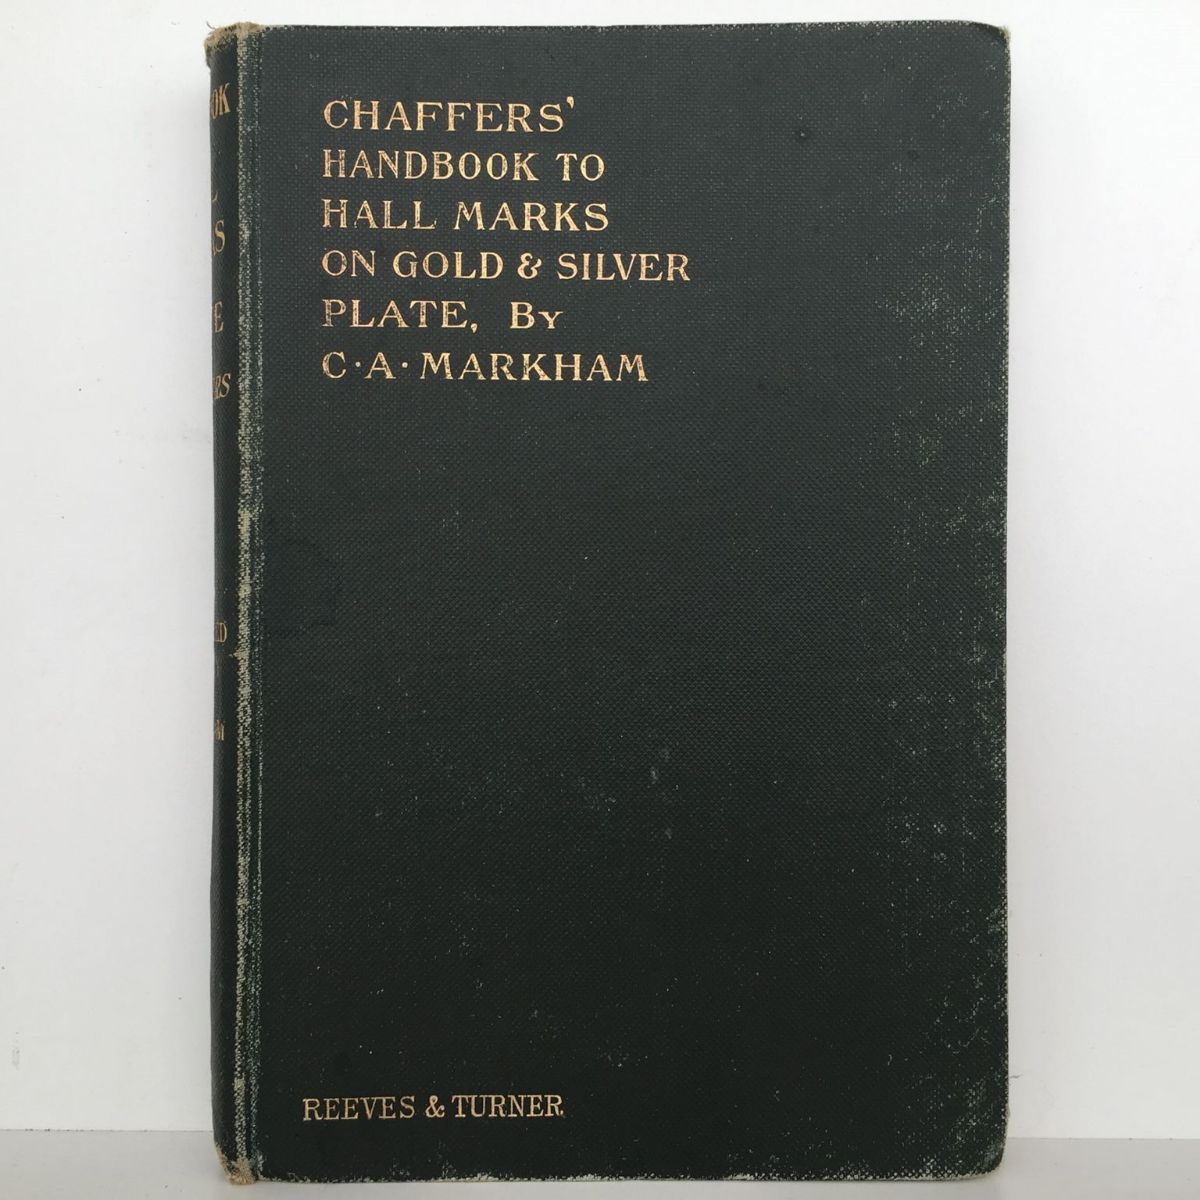 CHAFFERS'
HANDBOOK TO
HALL MARKS
ON GOLD & SILVER
PLATE, By
C·A·MARKHAM
REEVES & TURNER.